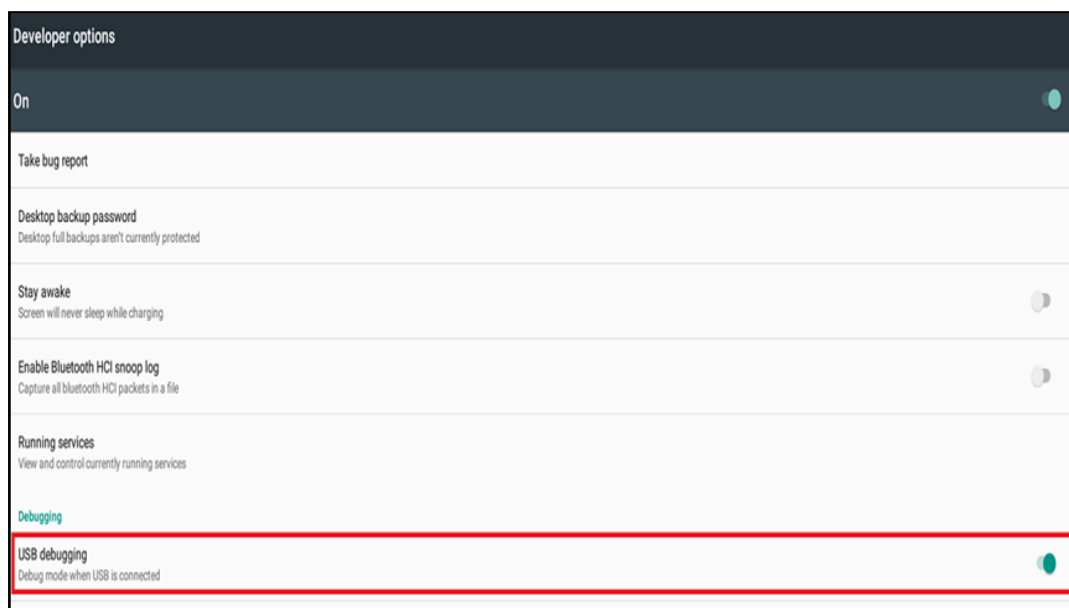 Developer options
On
Take bug report
Desktop backup password
Desktop full backups aren't currently protected
Stay awake
Screen will never sleep while charging
Enable Bluetooth HCI snoop log
Capture all bluetooth HCI packets in a file
Running services
View and control currently running services
Debugging
USB debugging
Debug mode when USB is connected